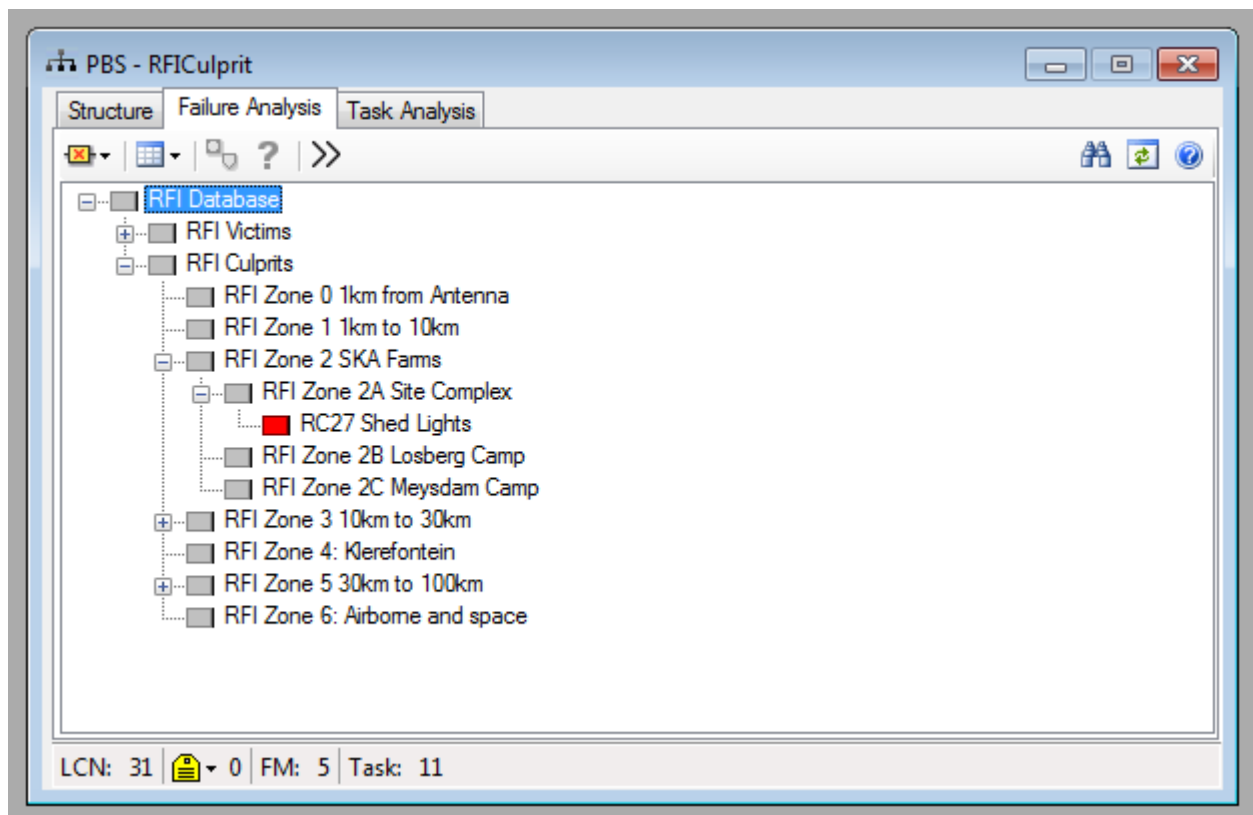 PBS - RFICulprit
Structure Failure Analysis Task Analysis
RFI Database
RFI Victims
RFI Culprits
RFI Zone 0 1km from Antenna
RFI Zone 1 1km to 10km
RFI Zone 2 SKA Farms
RFI Zone 2A Site Complex
RC27 Shed Lights
RFI Zone 2B Losberg Camp
RFI Zone 2C Meysdam Camp
RFI Zone 3 10km to 30km
RFI Zone 4: Klerefontein
RFI Zone 5 30km to 100km
RFI Zone 6: Airborne and space
LCN: 31 0 FM: 5 Task: 11